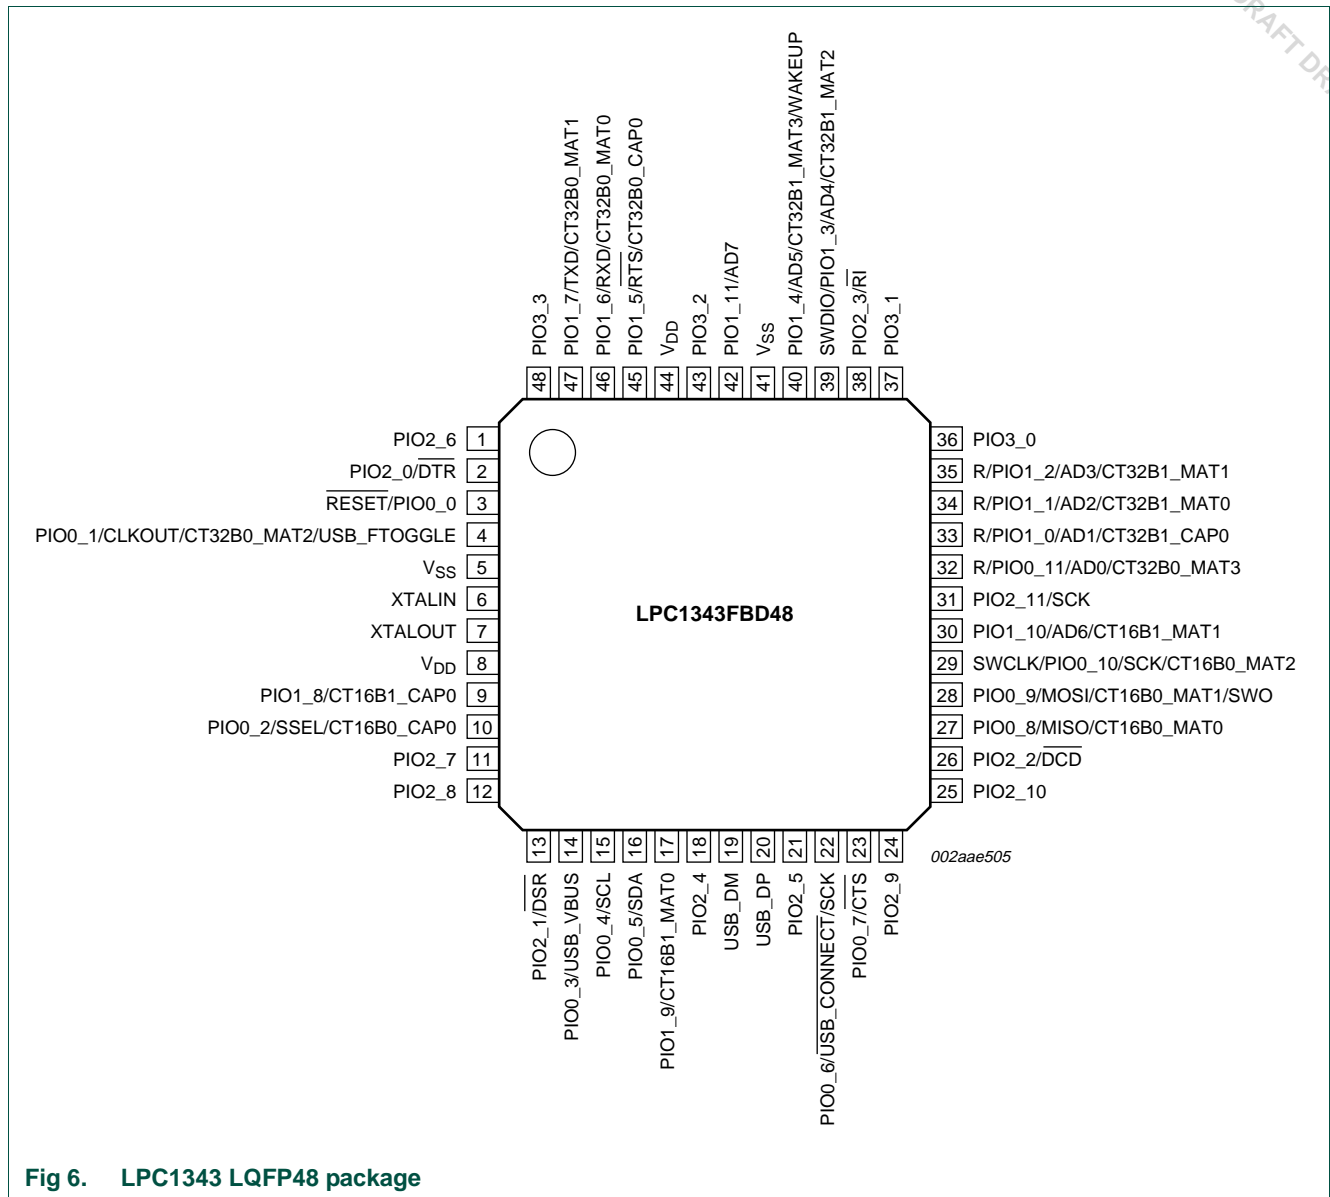 DRAFT DRA
PIO3_3
PIO1_7/TXD/CT32B0_MAT1
PIO1_6/RXD/CT32B0_MAT0
PIO1_5/RTS/CT32B0_CAP0
VDD
PIO3_2
PIO1_11/AD7
VSS
PIO1_4/AD5/CT32B1_MAT3/WAKEUP
SWDIO/PIO1_3/AD4/CT32B1_MAT2
PIO2_3/RI
PIO3_1
48 47 46 45 44 43 42 41 40 39 38 37
PIO2_6 1
PIO2_0/DTR 2
RESET/PIO0_0 3
PIO0_1/CLKOUT/CT32B0_MAT2/USB_FTOGGLE 4
VSS 5
XTALIN 6
XTALOUT 7
VDD 8
PIO1_8/CT16B1_CAP0 9
PIO0_2/SSEL/CT16B0_CAP0 10
PIO2_7 11
PIO2_8 12
LPC1343FBD48
36 PIO3_0
35 R/PIO1_2/AD3/CT32B1_MAT1
34 R/PIO1_1/AD2/CT32B1_MAT0
33 R/PIO1_0/AD1/CT32B1_CAP0
32 R/PIO0_11/AD0/CT32B0_MAT3
31 PIO2_11/SCK
30 PIO1_10/AD6/CT16B1_MAT1
29 SWCLK/PIO0_10/SCK/CT16B0_MAT2
28 PIO0_9/MOSI/CT16B0_MAT1/SWO
27 PIO0_8/MISO/CT16B0_MAT0
26 PIO2_2/DCD
25 PIO2_10
13 14 15 16 17 18 19 20 21 22 23 24
PIO2_1/DSR
PIO0_3/USB_VBUS
PIO0_4/SCL
PIO0_5/SDA
PIO1_9/CT16B1_MAT0
PIO2_4
USB_DM
USB_DP
PIO2_5
PIO0_6/USB_CONNECT/SCK
PIO0_7/CTS
PIO2_9
002aae505
Fig 6. LPC1343 LQFP48 package